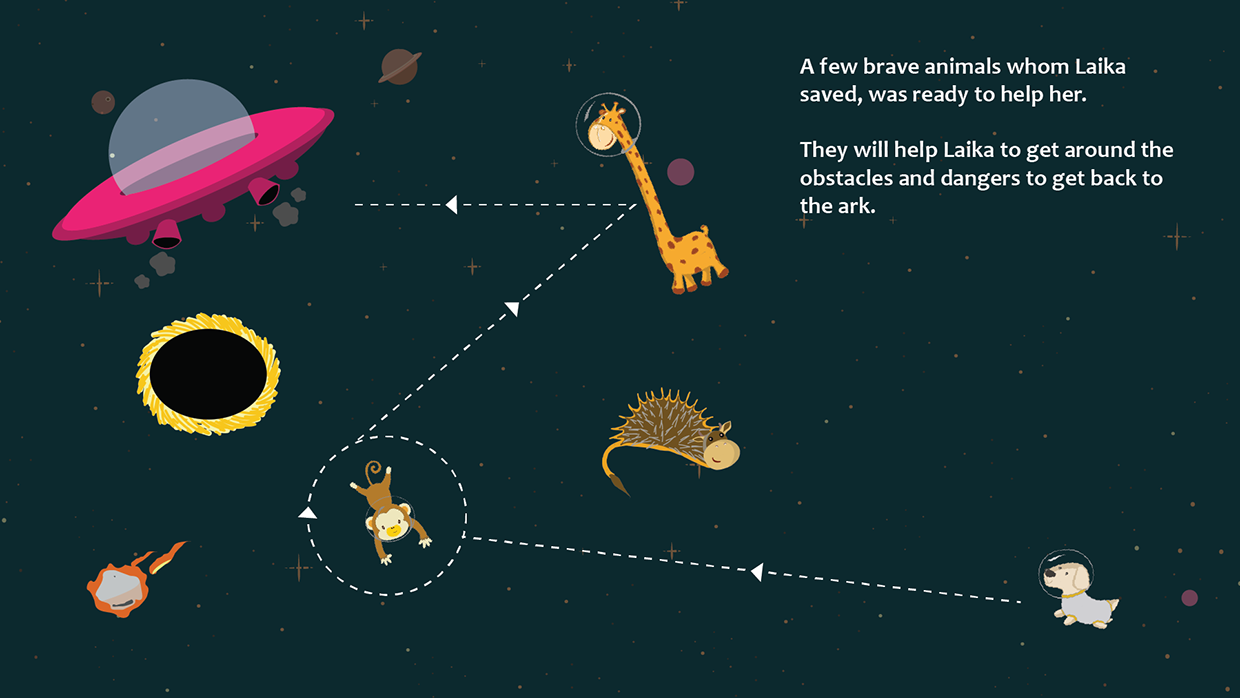 A few brave animals whom Laika
saved, was ready to help her.
They will help Laika to get around the
obstacles and dangers to get back to
the ark.